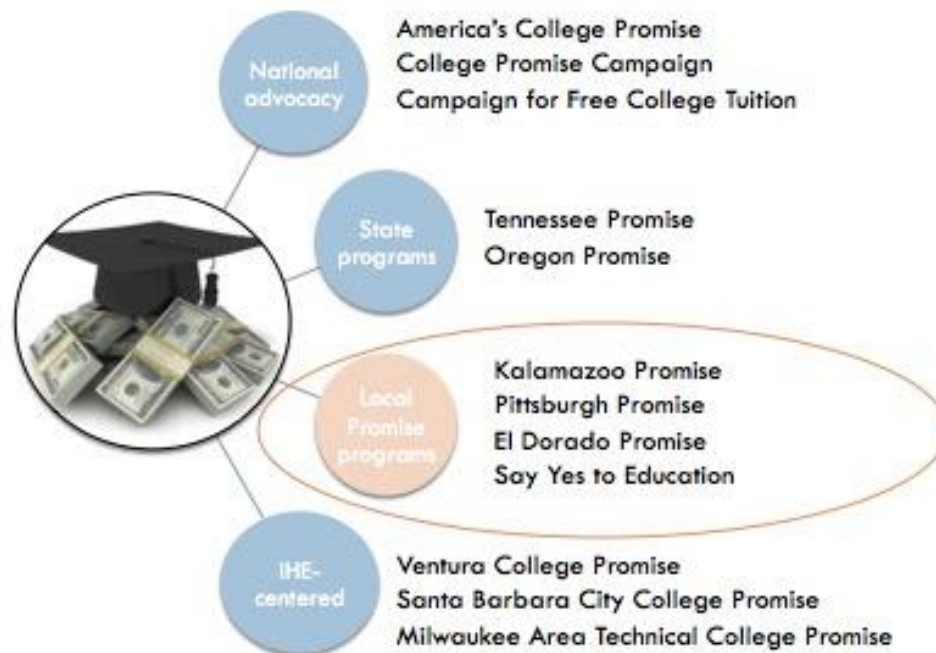 National
advocacy
America's College Promise
College Promise Campaign
Campaign for Free College Tuition
State
programs
Tennessee Promise
Oregon Promise
Local
Promise
programs
Kalamazoo Promise
Pittsburgh Promise
El Dorado Promise
Say Yes to Education
IHE-
centered
Ventura College Promise
Santa Barbara City College Promise
Milwaukee Area Technical College Promise